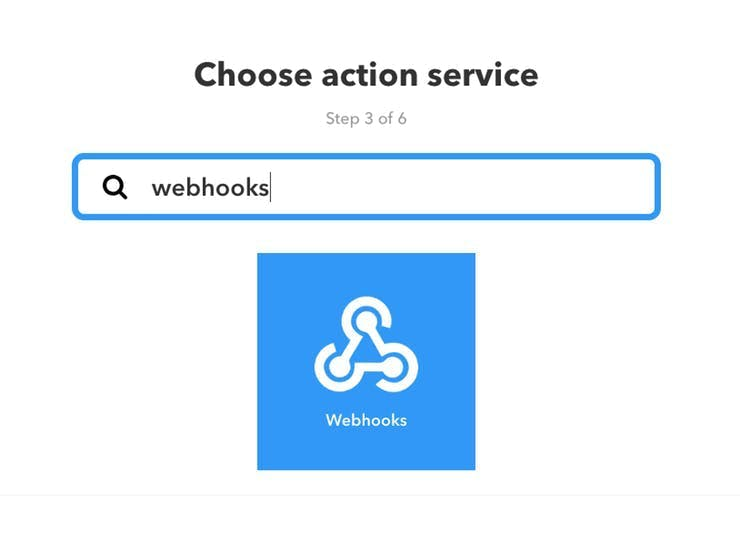 Choose action service
Step 3 of 6
webhooks
Webhooks